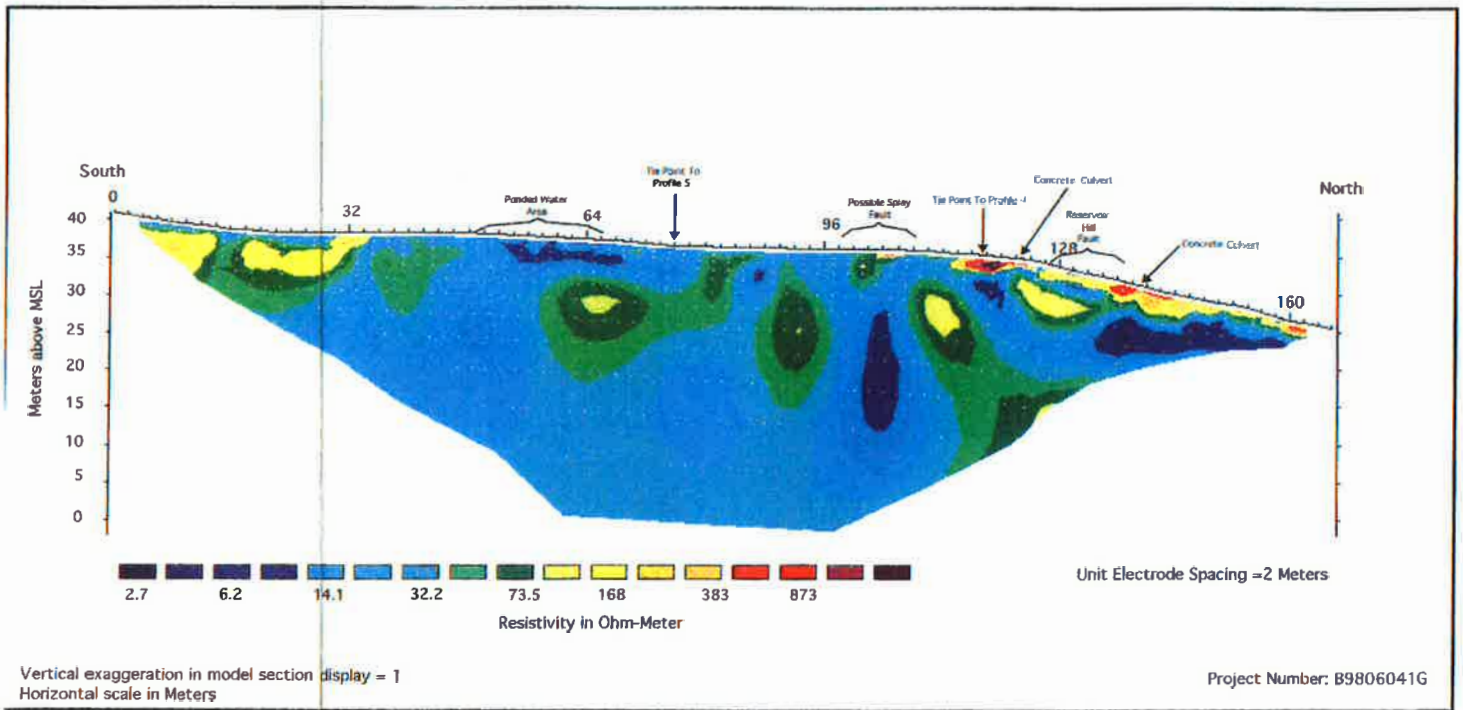 South
0
32
Ponded Water
Area
64
Tie Point To
Profile 5
96
Possible Splay
Fault
Tie Point To Profile
Concrete Culvert
Reservoir
Hill
Fault
128
Concrete Culvert
160
North
40
35
30
25
20
15
10
5
0
Meters above MSL
2.7
6.2
14.1
32.2
73.5
168
383
873
Resistivity in Ohm-Meter
Unit Electrode Spacing =2 Meters
Vertical exaggeration in model section display = 1
Horizontal scale in Meters
Project Number: B9806041G